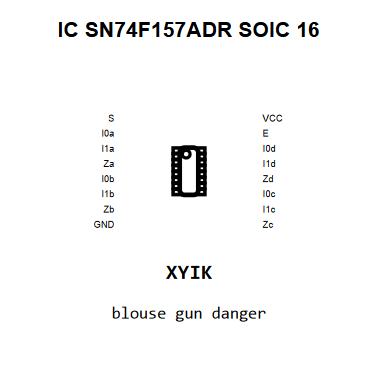 IC SN74F157ADR SOIC 16
S VCC
I0a E
I1a I0d
Za I1d
I0b Zd
I1b I0c
Zb I1c
GND Zc
XYIK
blouse gun danger